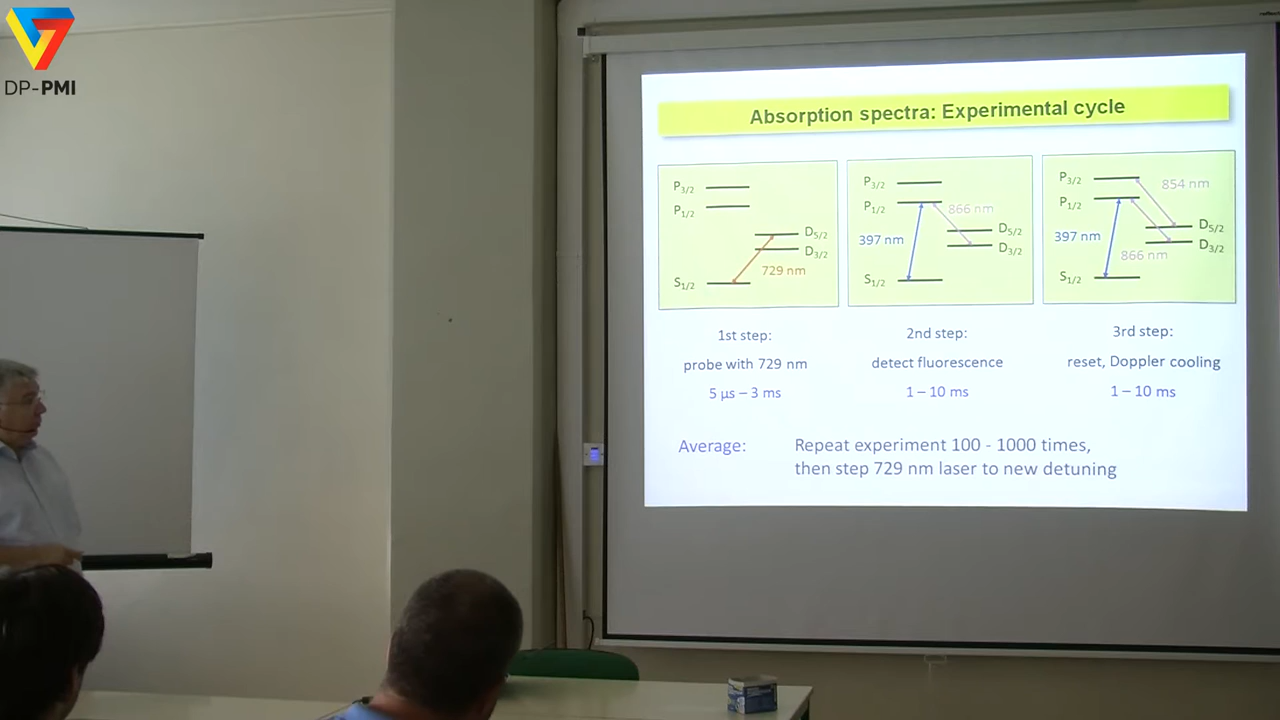 DP-PMI
Absorption spectra: Experimental cycle
P3/2
P1/2
D5/2
D3/2
S1/2
729 nm
P3/2
P1/2
866 nm
397 nm
D5/2
D3/2
S1/2
P3/2
P1/2
854 nm
397 nm
D5/2
D3/2
866 nm
S1/2
1st step:
probe with 729 nm
5 µs – 3 ms
2nd step:
detect fluorescence
1 – 10 ms
3rd step:
reset, Doppler cooling
1 – 10 ms
Average: Repeat experiment 100 - 1000 times,
then step 729 nm laser to new detuning